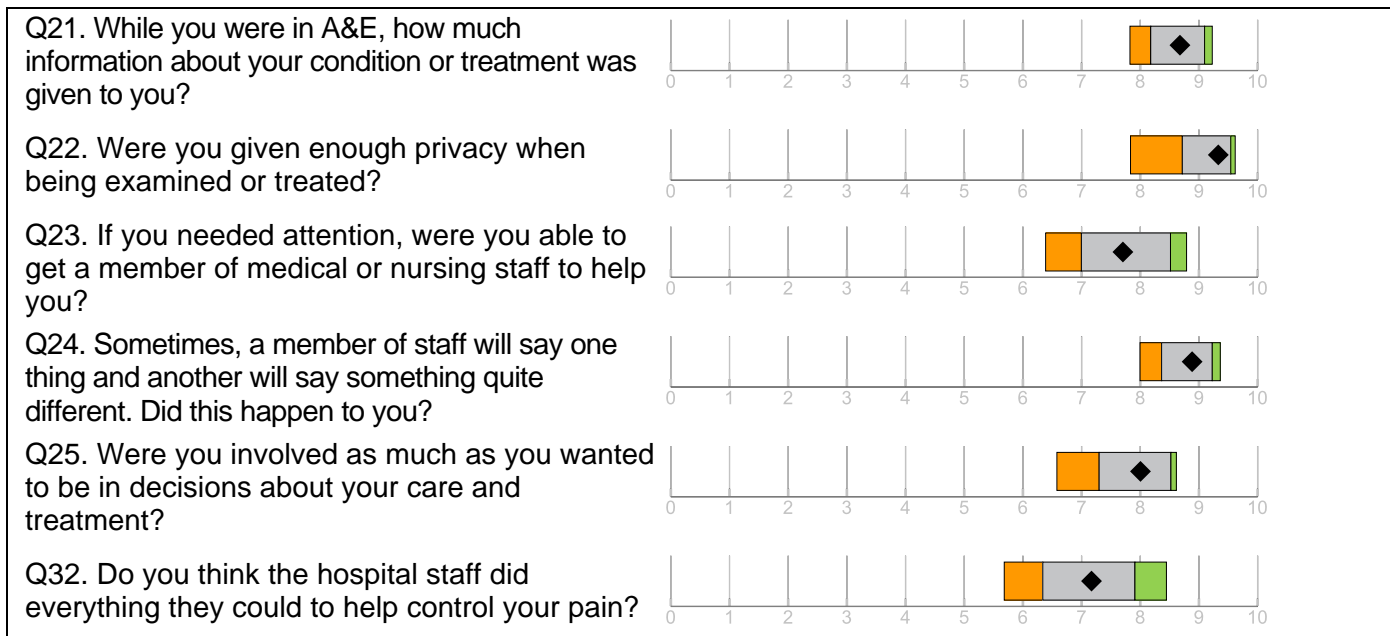 Q21. While you were in A&E, how much
information about your condition or treatment was
given to you?
0 1 2 3 4 5 6 7 8 9 10
Q22. Were you given enough privacy when
being examined or treated?
0 1 2 3 4 5 6 7 8 9 10
Q23. If you needed attention, were you able to
get a member of medical or nursing staff to help
you?
0 1 2 3 4 5 6 7 8 9 10
Q24. Sometimes, a member of staff will say one
thing and another will say something quite
different. Did this happen to you?
0 1 2 3 4 5 6 7 8 9 10
Q25. Were you involved as much as you wanted
to be in decisions about your care and
treatment?
0 1 2 3 4 5 6 7 8 9 10
Q32. Do you think the hospital staff did
everything they could to help control your pain?
0 1 2 3 4 5 6 7 8 9 10